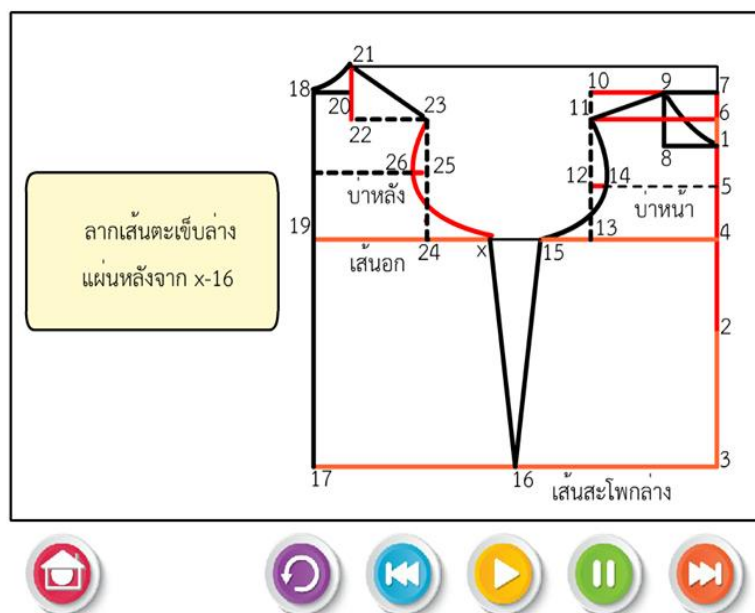 21
10 9 7
18
20
22 23
11 6
1
8
26 25
12 14 5
บ่าหลัง
บ่าหน้า
ลากเส้นตะเข็บล่าง
แผ่นหลังจาก x-16
19 13 4
24 x 15
เส้นอก
2
17 16 3
เส้นสะโพกล่าง